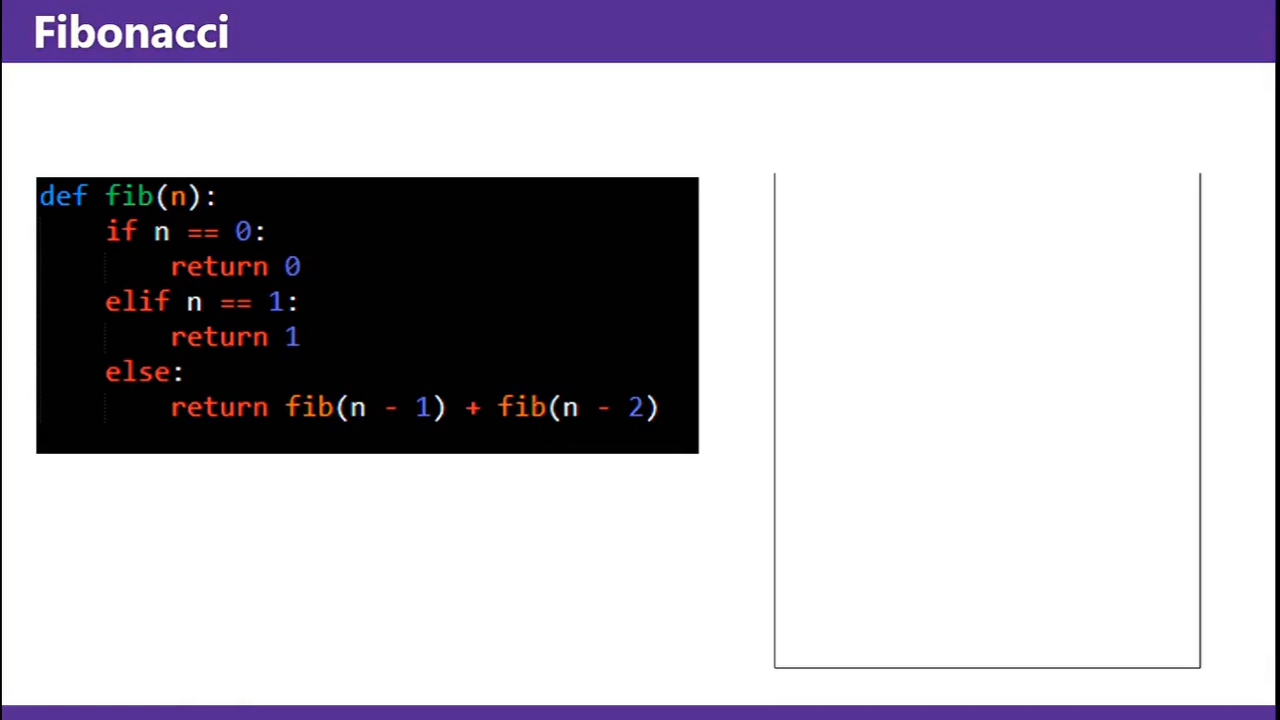 Fibonacci
def fib(n):
    if n == 0:
        return 0
    elif n == 1:
        return 1
    else:
        return fib(n - 1) + fib(n - 2)